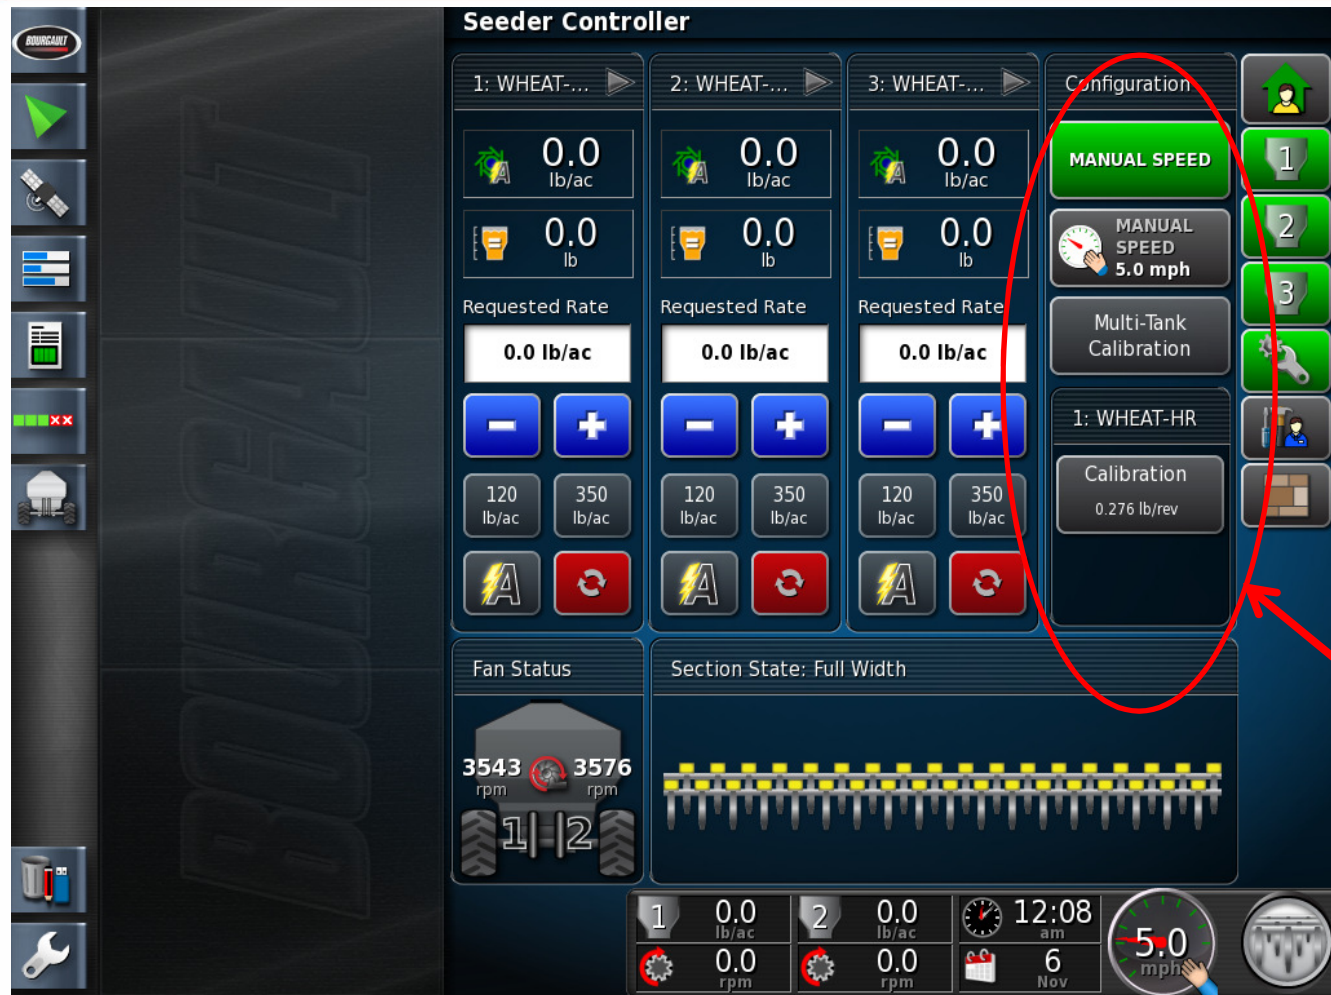 Seeder Controller
BOURGAULT
BOURGAULT
1: WHEAT-...
0.0
lb/ac
0.0
lb
Requested Rate
0.0 lb/ac
120
lb/ac
350
lb/ac
A
2: WHEAT-...
0.0
lb/ac
0.0
lb
Requested Rate
0.0 lb/ac
120
lb/ac
350
lb/ac
A
3: WHEAT-...
0.0
lb/ac
0.0
lb
Requested Rate
0.0 lb/ac
120
lb/ac
350
lb/ac
A
Configuration
MANUAL SPEED
MANUAL
SPEED
5.0 mph
Multi-Tank
Calibration
1: WHEAT-HR
Calibration
0.276 lb/rev
1
2
3
Fan Status
3543
rpm
3576
rpm
1 2
Section State: Full Width
1
0.0
lb/ac
0.0
rpm
2
0.0
lb/ac
0.0
rpm
12:08
am
6
Nov
5.0
mph